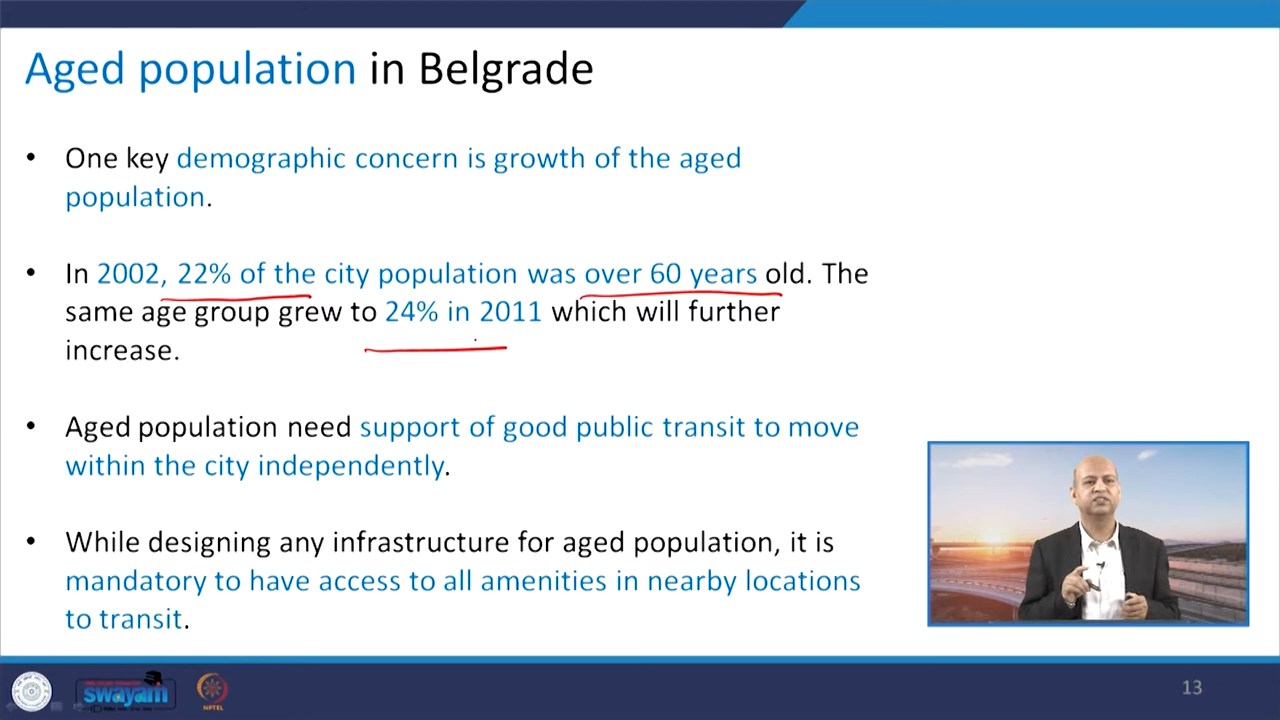 Aged population in Belgrade
• One key demographic concern is growth of the aged
population.
• In 2002, 22% of the city population was over 60 years old. The
same age group grew to 24% in 2011 which will further
increase.
• Aged population need support of good public transit to move
within the city independently.
• While designing any infrastructure for aged population, it is
mandatory to have access to all amenities in nearby locations
to transit.
swayam
NPTEL
13